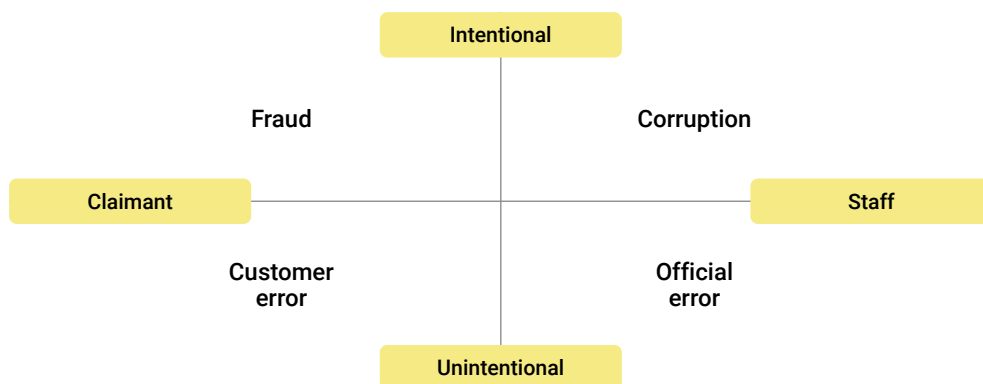 Intentional
Fraud
Corruption
Claimant
Staff
Customer
error
Official
error
Unintentional